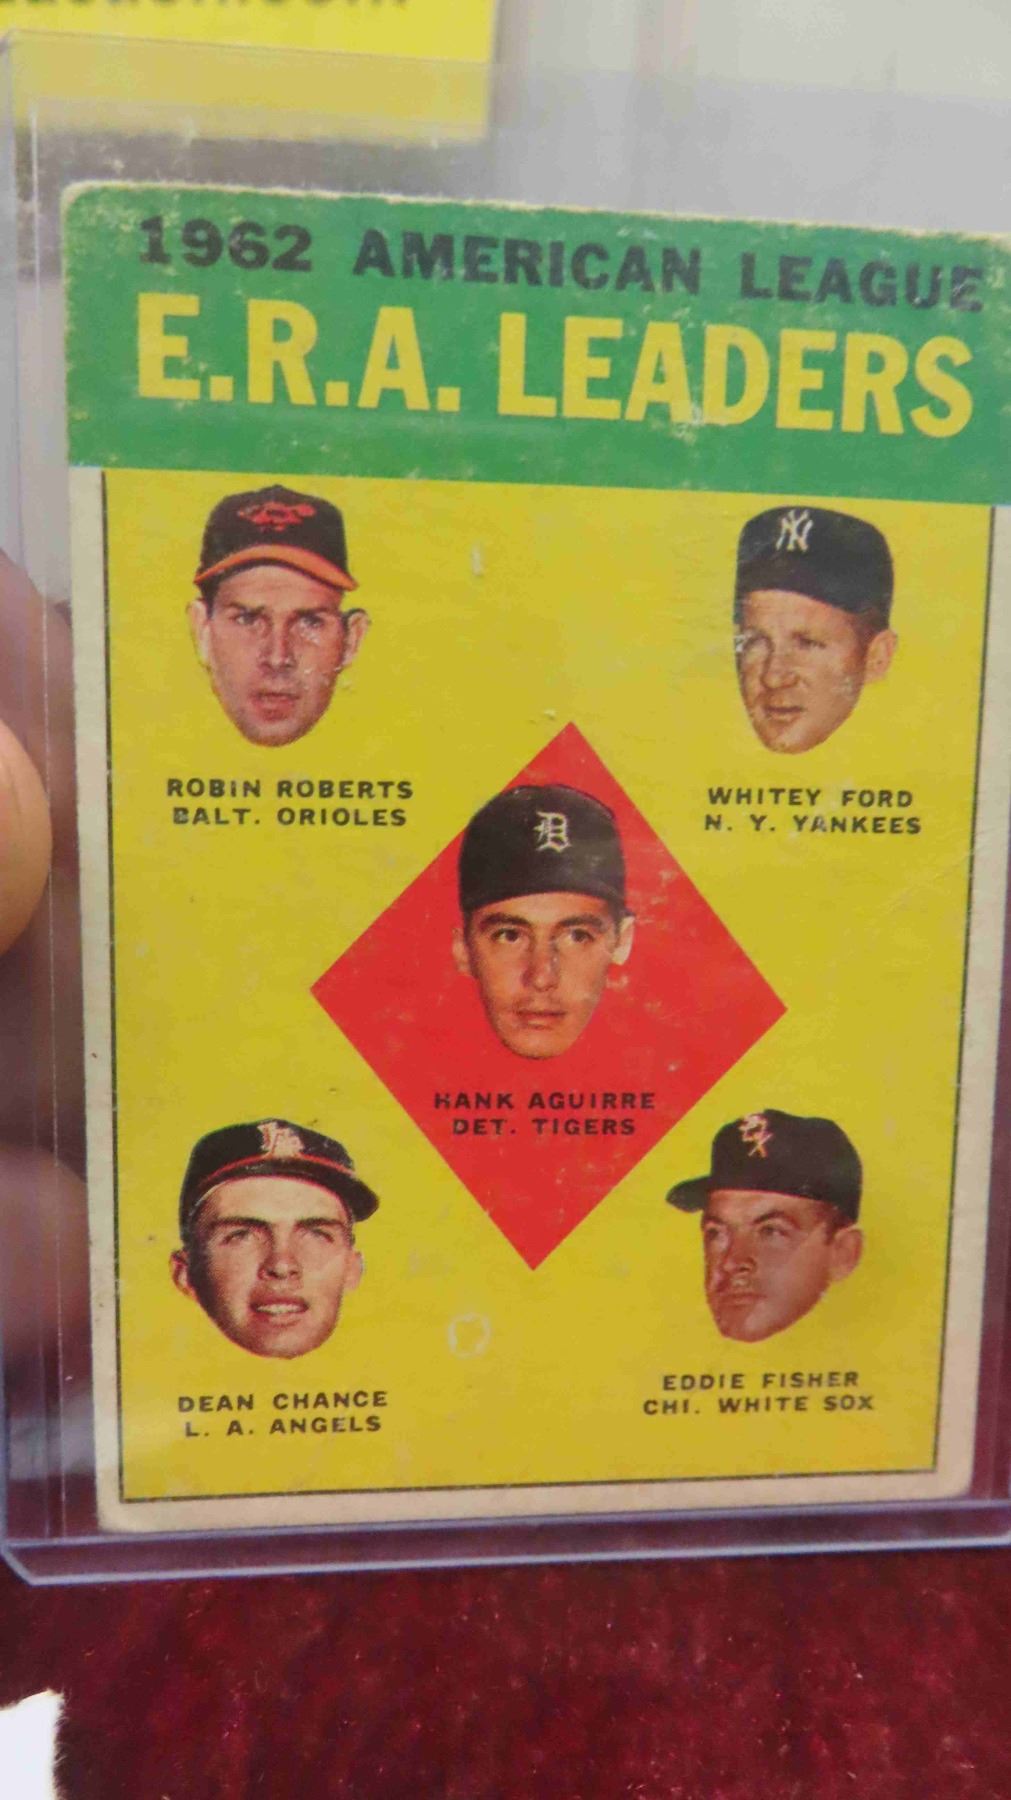 1962 AMERICAN LEAGUE
E.R.A. LEADERS
ROBIN ROBERTS
BALT. ORIOLES
WHITEY FORD
N. Y. YANKEES
HANK AGUIRRE
DET. TIGERS
DEAN CHANCE
L. A. ANGELS
EDDIE FISHER
CHI. WHITE SOX